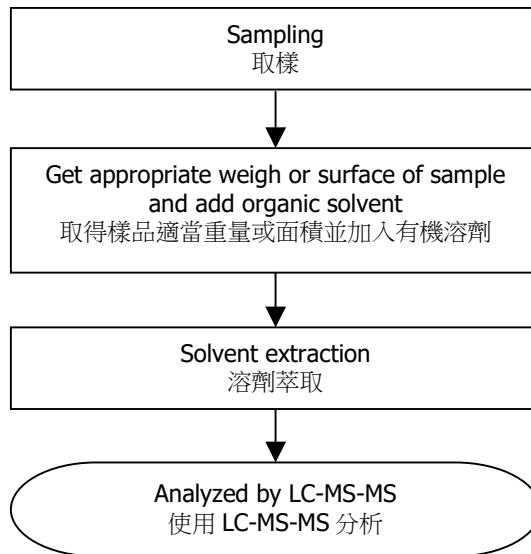 Sampling
取樣
Get appropriate weigh or surface of sample
and add organic solvent
取得樣品適當重量或面積並加入有機溶劑
Solvent extraction
溶劑萃取
Analyzed by LC-MS-MS
使用 LC-MS-MS 分析